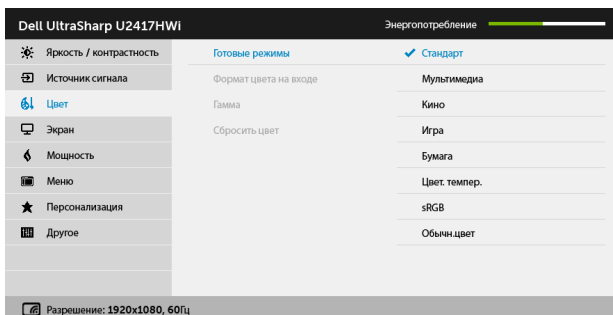 Dell UltraSharp U2417HWi
Энергопотребление
Яркость / контрастность
Готовые режимы
Стандарт
Источник сигнала
Формат цвета на входе
Мультимедиа
Цвет
Гамма
Кино
Экран
Сбросить цвет
Игра
Мощность
Бумага
Меню
Цвет. темпер.
Персонализация
sRGB
Другое
Обычн.цвет
Разрешение: 1920x1080, 60Гц